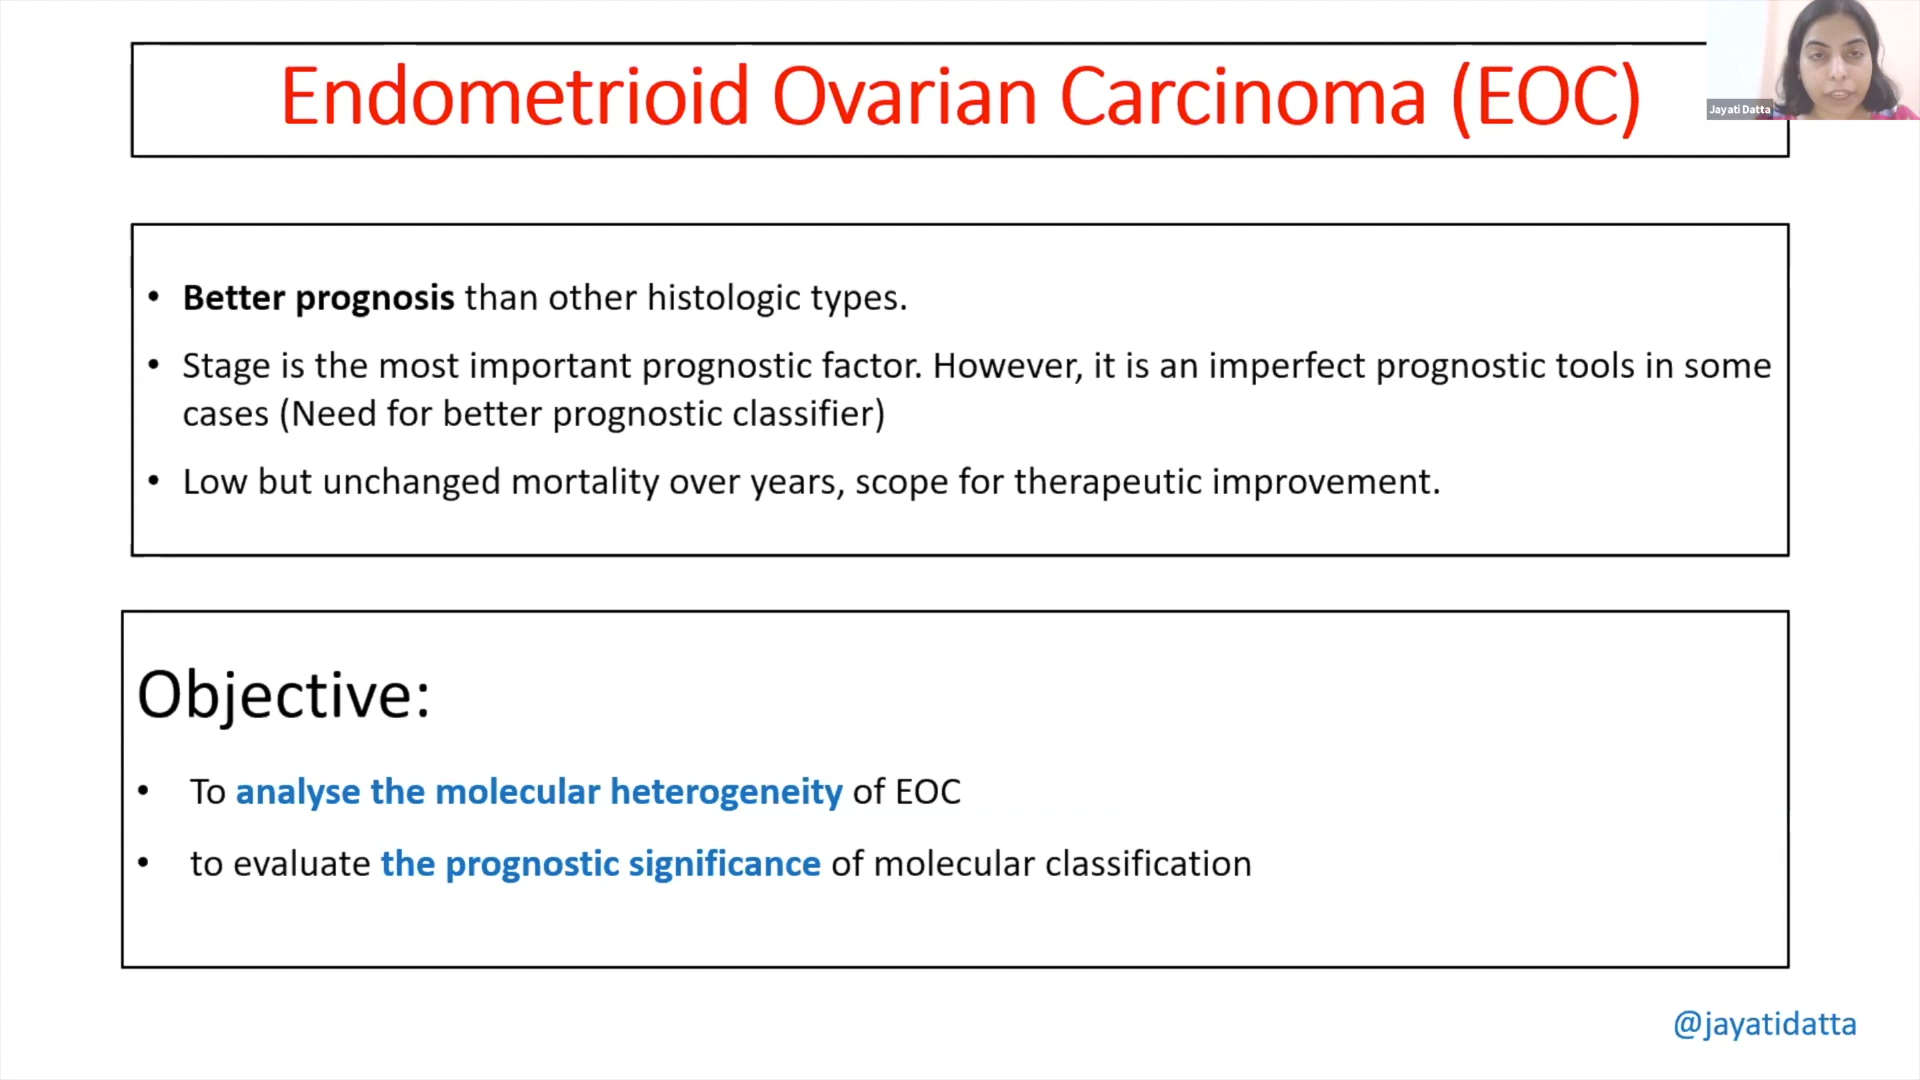 Endometrioid Ovarian Carcinoma (EOC)
Jayati Datta
• Better prognosis than other histologic types.
• Stage is the most important prognostic factor. However, it is an imperfect prognostic tools in some
cases (Need for better prognostic classifier)
• Low but unchanged mortality over years, scope for therapeutic improvement.
Objective:
• To analyse the molecular heterogeneity of EOC
• to evaluate the prognostic significance of molecular classification
@jayatidatta